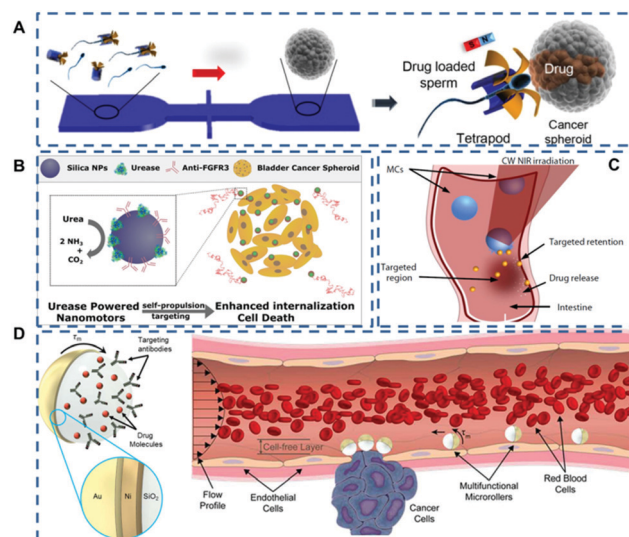 A
S N
Drug loaded
sperm
Drug
Tetrapod
Cancer
spheroid
B
Silica NPs
Urease
Anti-FGFR3
Bladder Cancer Spheroid
Urea
2 NH3
+
CO2
Urease Powered
Nanomotors
self-propulsion
targeting
Enhanced internalization
Cell Death
C
CW NIR irradiation
MCs
Targeted
retention
Targeted
region
Drug release
Intestine
D
τm
Targeting
antibodies
Drug
Molecules
Au
Ni
SiO2
Cell-free Layer
τm
Flow
Profile
Endothelial
Cells
Cancer
Cells
Multifunctional
Microrollers
Red Blood
Cells